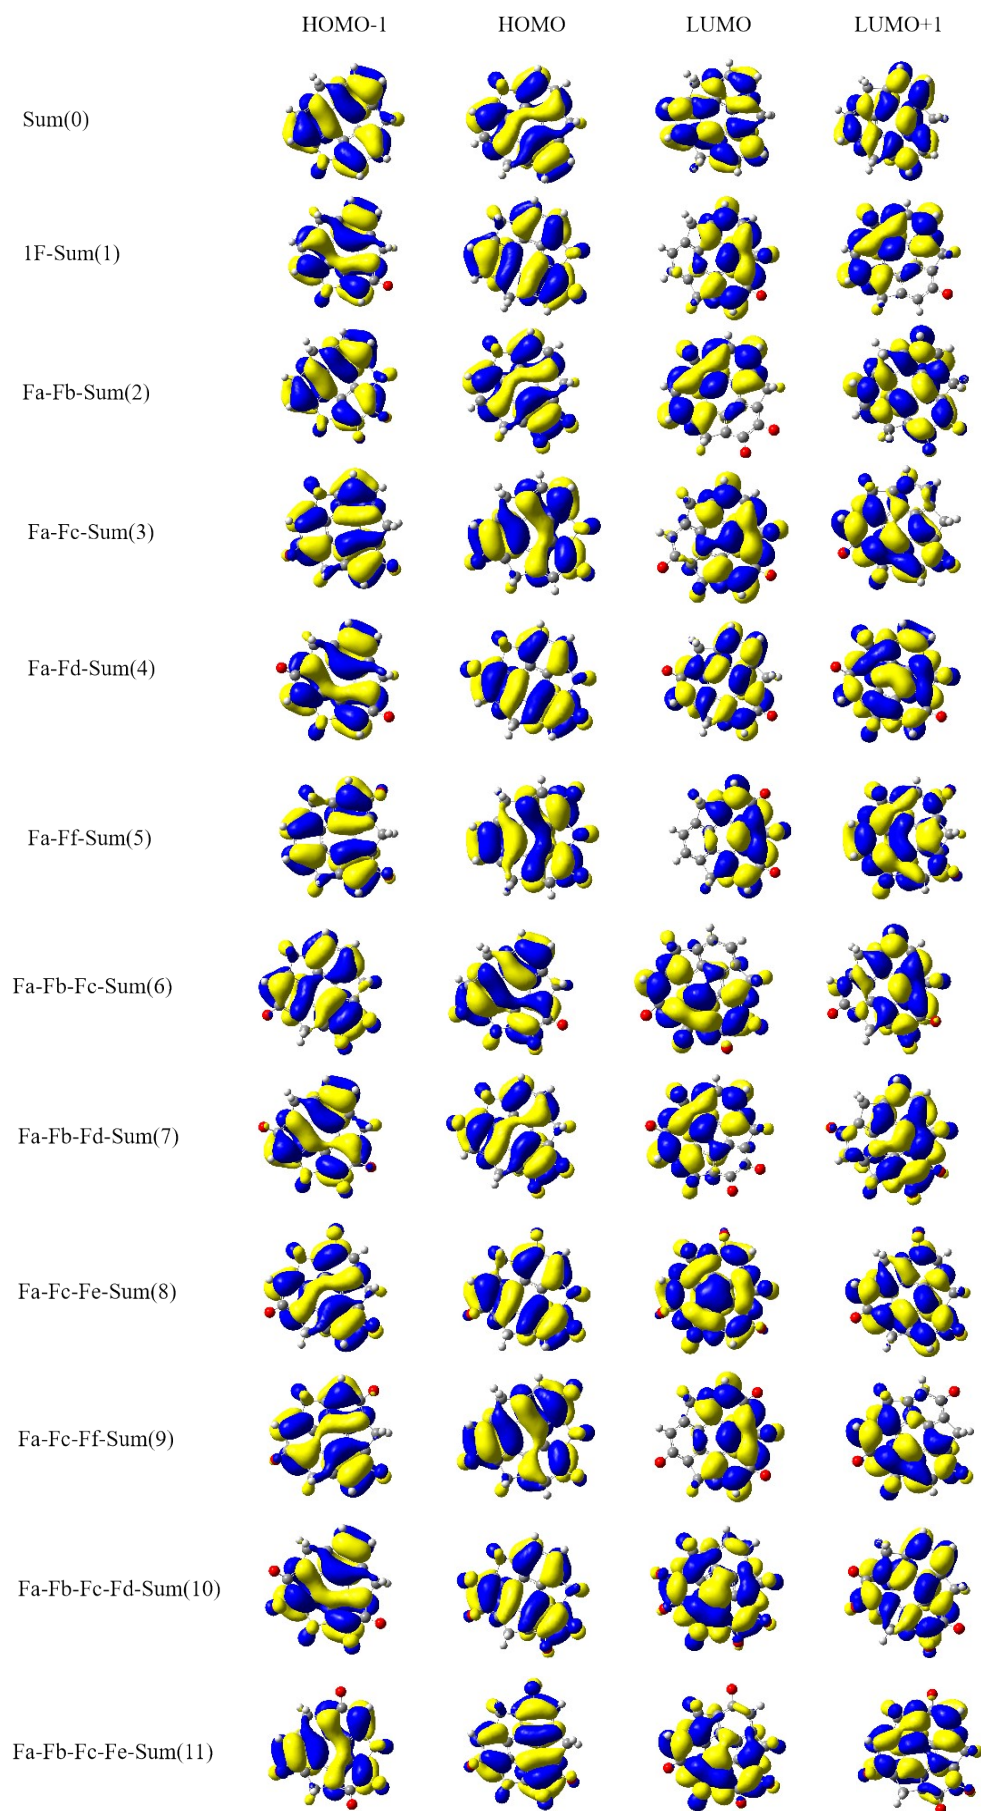 HOMO-1 HOMO LUMO LUMO+1
Sum(0)
1F-Sum(1)
Fa-Fb-Sum(2)
Fa-Fc-Sum(3)
Fa-Fd-Sum(4)
Fa-Ff-Sum(5)
Fa-Fb-Fc-Sum(6)
Fa-Fb-Fd-Sum(7)
Fa-Fc-Fe-Sum(8)
Fa-Fc-Ff-Sum(9)
Fa-Fb-Fc-Fd-Sum(10)
Fa-Fb-Fc-Fe-Sum(11)